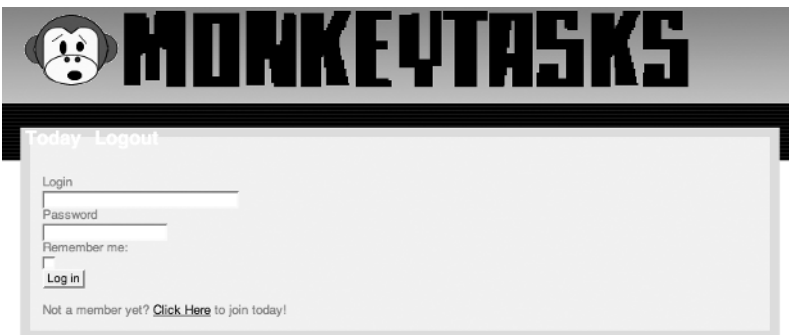 MONKEYTASKS
Today Logout
Login
Password
Remember me:
Log in
Not a member yet? Click Here to join today!